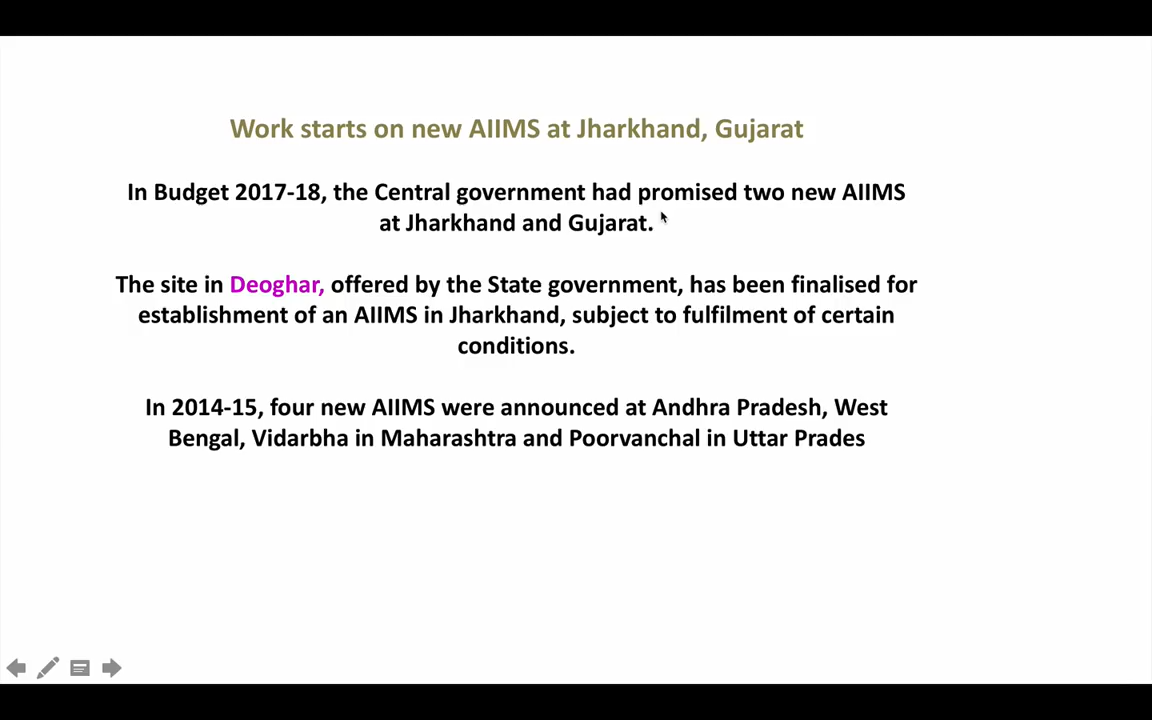 Work starts on new AIIMS at Jharkhand, Gujarat
In Budget 2017-18, the Central government had promised two new AIIMS
at Jharkhand and Gujarat.
The site in Deoghar, offered by the State government, has been finalised for
establishment of an AIIMS in Jharkhand, subject to fulfilment of certain
conditions.
In 2014-15, four new AIIMS were announced at Andhra Pradesh, West
Bengal, Vidarbha in Maharashtra and Poorvanchal in Uttar Prades